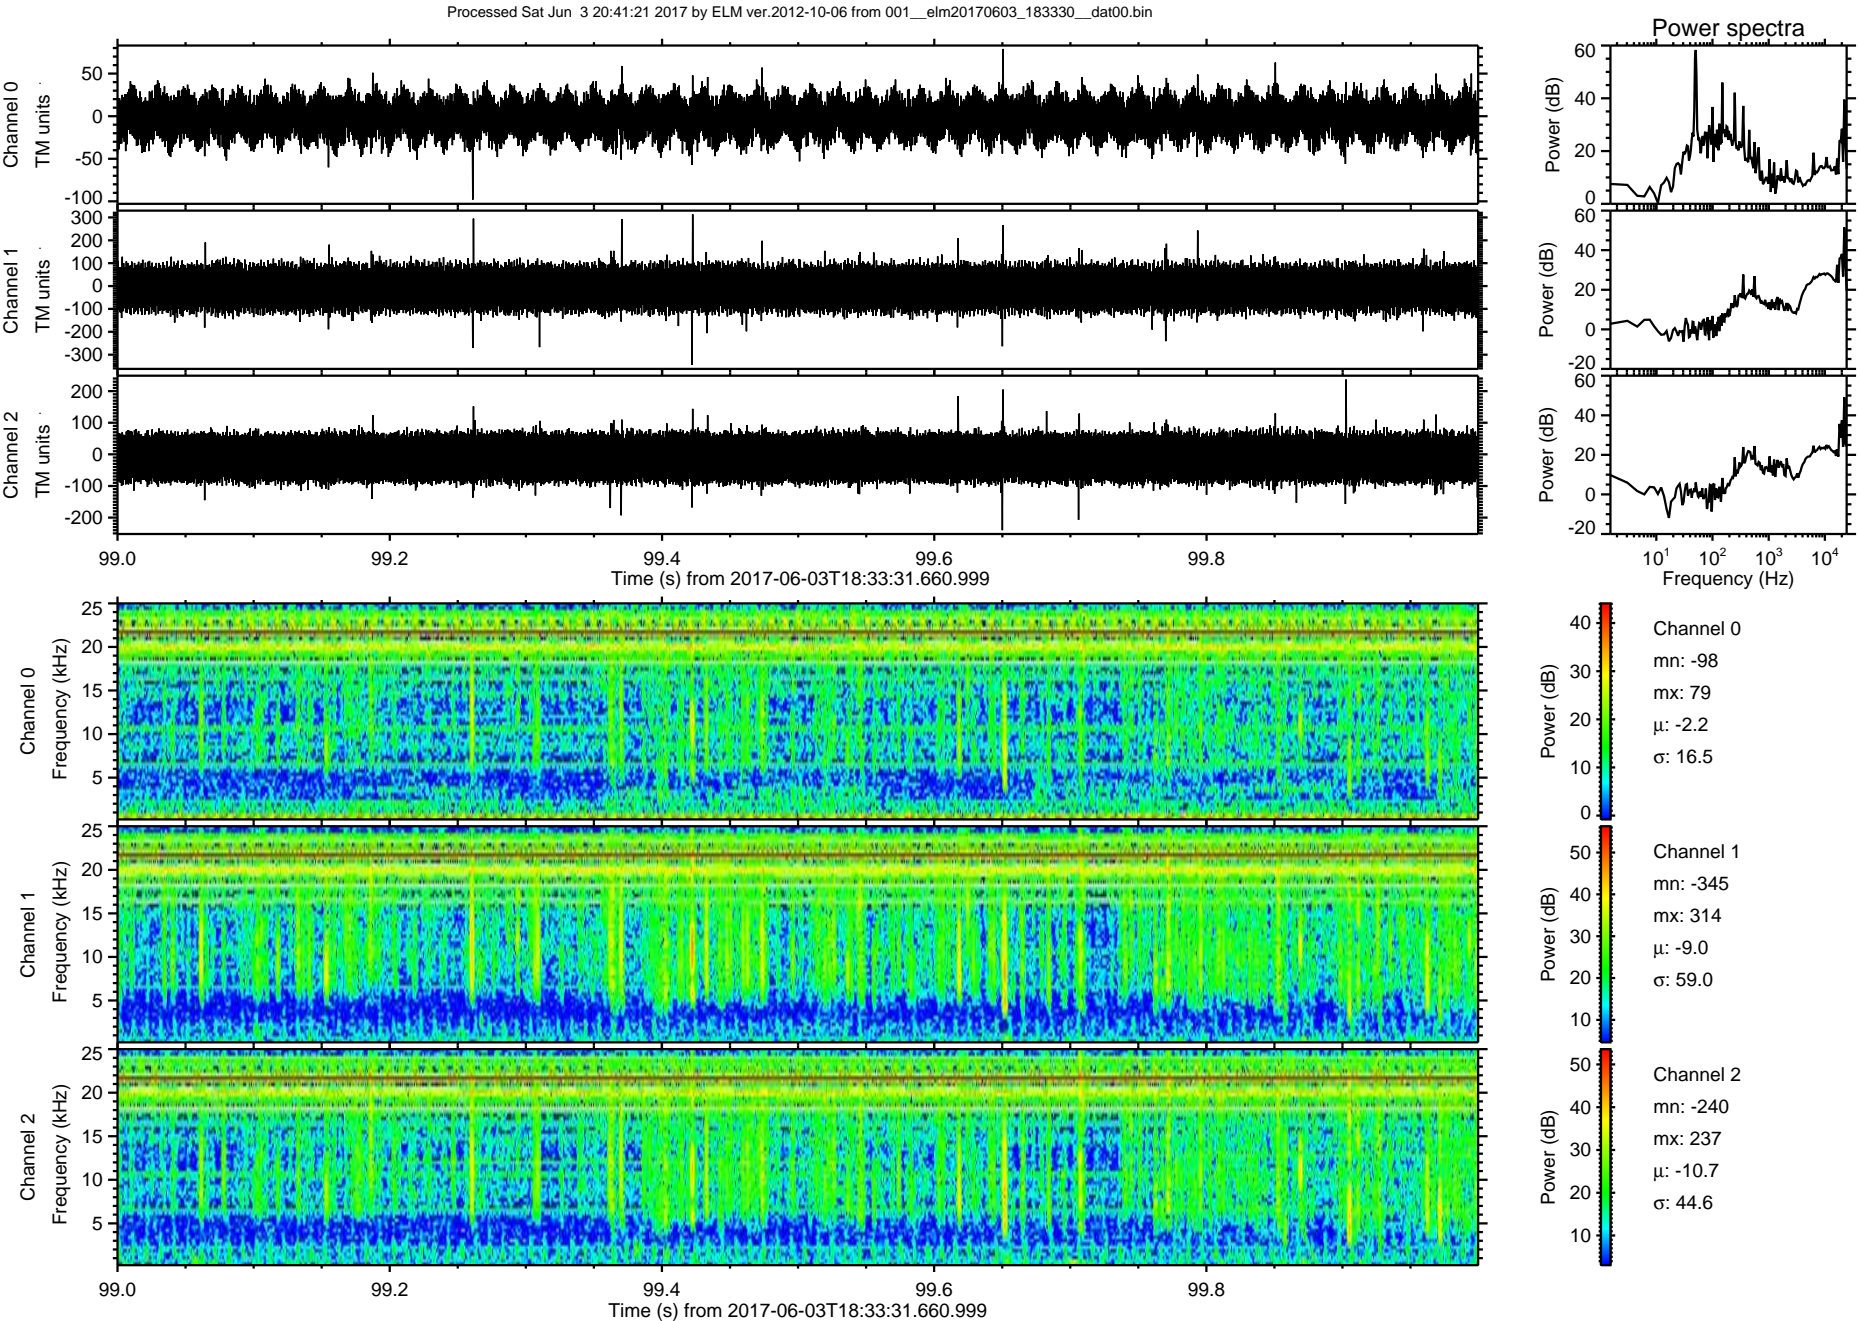 Processed Sat Jun 3 20:41:21 2017 by ELM ver.2012-10-06 from 001__elm20170603_183330__dat00.bin
Power spectra
Channel 0
TM units
50
0
-50
-100
Power (dB)
60
40
20
0
Channel 1
TM units
300
200
100
0
-100
-200
-300
Power (dB)
60
40
20
0
-20
Channel 2
TM units
200
100
0
-100
-200
Power (dB)
60
40
20
0
-20
99.0 99.2 99.4 99.6 99.8
Time (s) from 2017-06-03T18:33:31.660.999
10¹ 10² 10³ 10⁴
Frequency (Hz)
Channel 0
Frequency (kHz)
25
20
15
10
5
Power (dB)
40
30
20
10
0
Channel 0
mn: -98
mx: 79
μ: -2.2
σ: 16.5
Channel 1
Frequency (kHz)
25
20
15
10
5
Power (dB)
50
40
30
20
10
Channel 1
mn: -345
mx: 314
μ: -9.0
σ: 59.0
Channel 2
Frequency (kHz)
25
20
15
10
5
Power (dB)
50
40
30
20
10
Channel 2
mn: -240
mx: 237
μ: -10.7
σ: 44.6
99.0 99.2 99.4 99.6 99.8
Time (s) from 2017-06-03T18:33:31.660.999